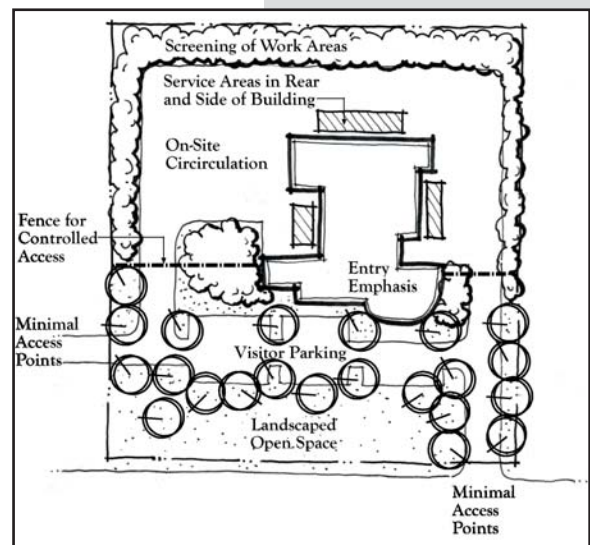 Screening of Work Areas
Service Areas in Rear
and Side of Building
On-Site
Circirculation
Fence for
Controlled
Access
Entry
Emphasis
Minimal
Access
Points
Visitor Parking
Landscaped
Open Space
Minimal
Access
Points